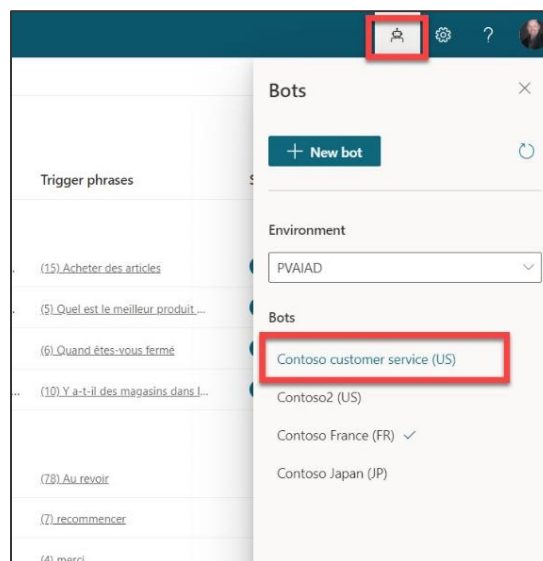 ?
Bots
+ New bot
Trigger phrases
S
Environment
PVAIAD
(15) Acheter des articles
(5) Quel est le meilleur produit ...
Bots
(6) Quand êtes-vous fermé
Contoso customer service (US)
... (10) Y a-t-il des magasins dans l...
Contoso2 (US)
Contoso France (FR) ✓
(78) Au revoir
Contoso Japan (JP)
(7) recommencer
(4) merci